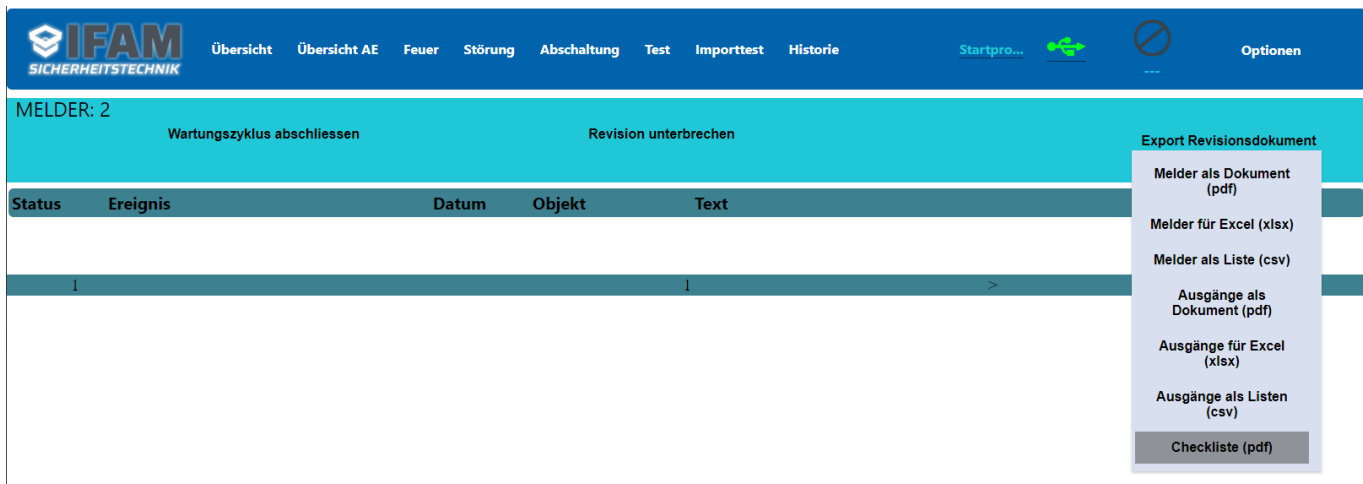 IFAM
SICHERHEITSTECHNIK
Übersicht Übersicht AE Feuer Störung Abschaltung Test Importtest Historie Startpro... --- Optionen
MELDER: 2
Wartungszyklus abschliessen Revision unterbrechen Export Revisionsdokument
Melder als Dokument
(pdf)
Status Ereignis Datum Objekt Text
Melder für Excel (xlsx)
Melder als Liste (csv)
1 1 >
Ausgänge als
Dokument (pdf)
Ausgänge für Excel
(xlsx)
Ausgänge als Listen
(csv)
Checkliste (pdf)